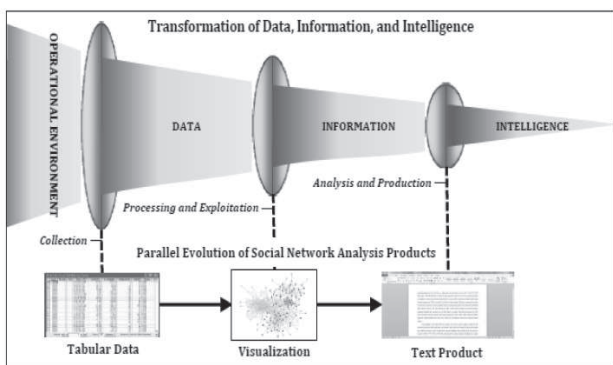 Transformation of Data, Information, and Intelligence
OPERATIONAL ENVIRONMENT
DATA
INFORMATION
INTELLIGENCE
Analysis and Production
Processing and Exploitation
Collection
Parallel Evolution of Social Network Analysis Products
Tabular Data
Visualization
Text Product